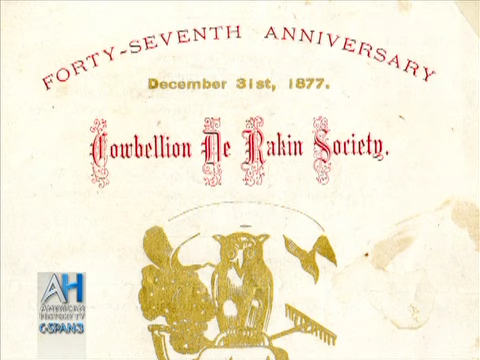 FORTY-SEVENTH ANNIVERSARY
December 31st, 1877.
Cowbellion De Rakin Society.
AH
AMERICAN
HISTORY TV
C-SPAN3